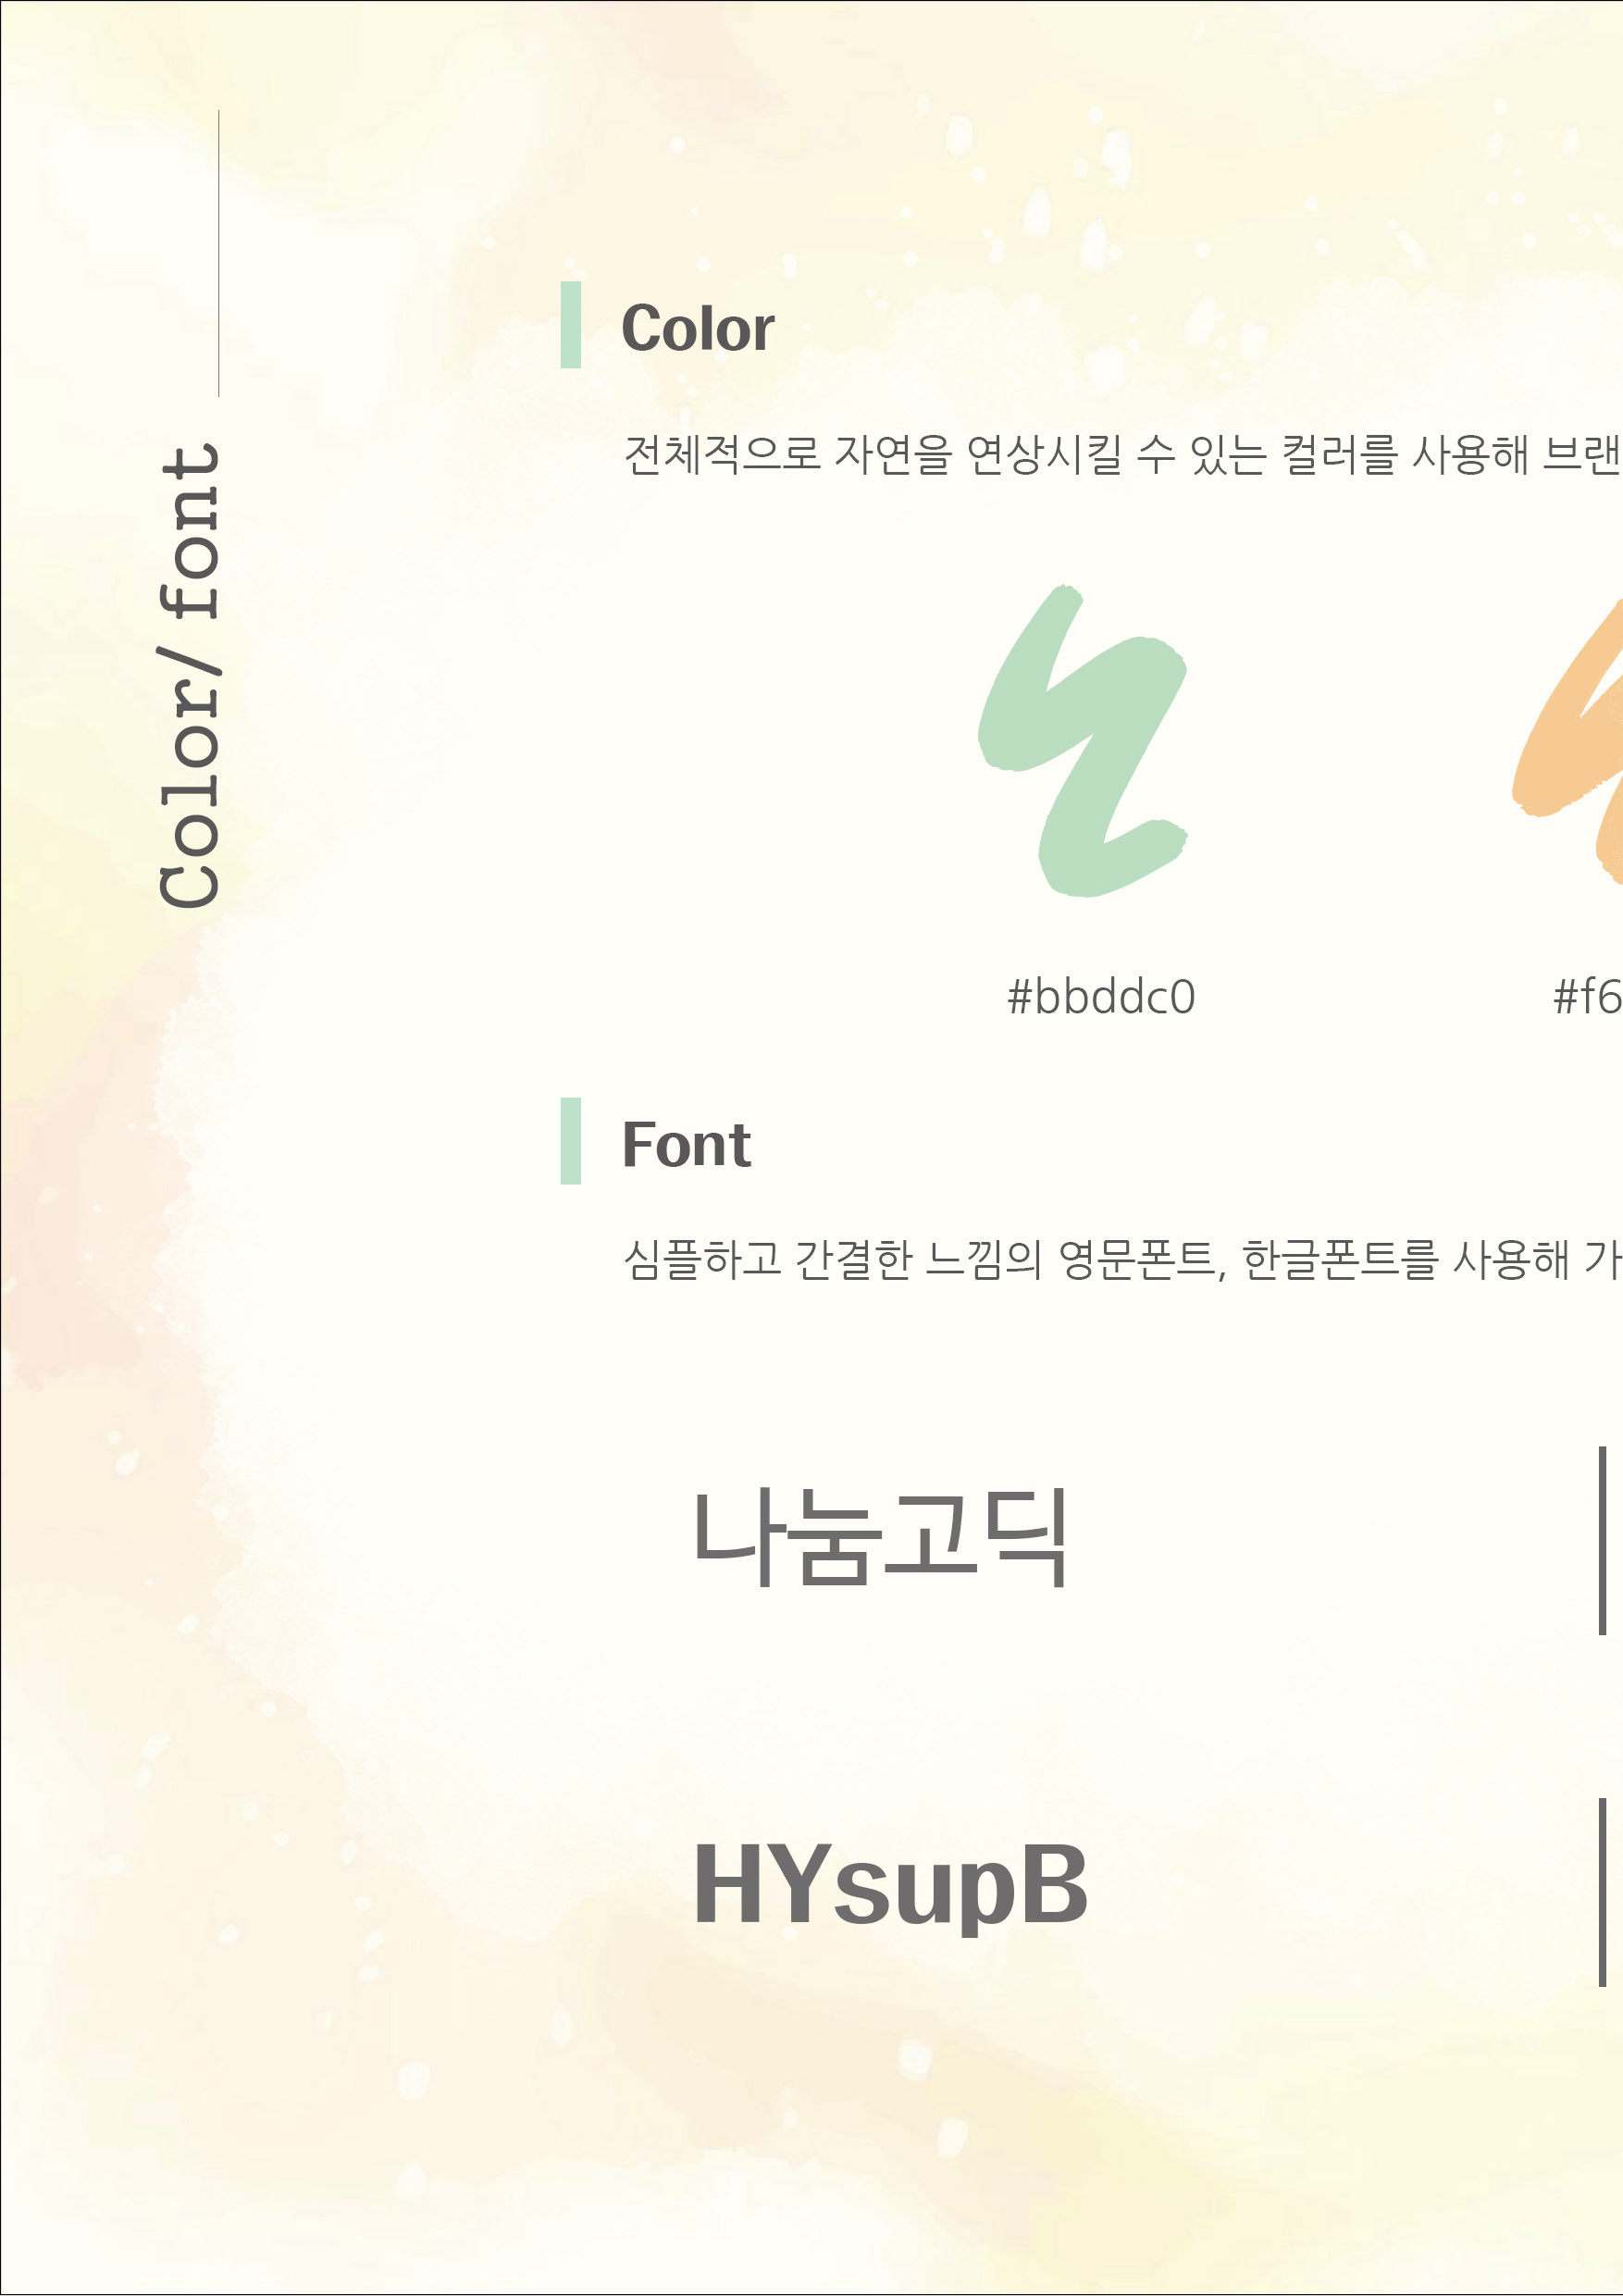 Color/ font
Color
전체적으로 자연을 연상시킬 수 있는 컬러를 사용해 브랜
#bbddc0
#f6
Font
심플하고 간결한 느낌의 영문폰트, 한글폰트를 사용해 가
나눔고딕
HYsupB